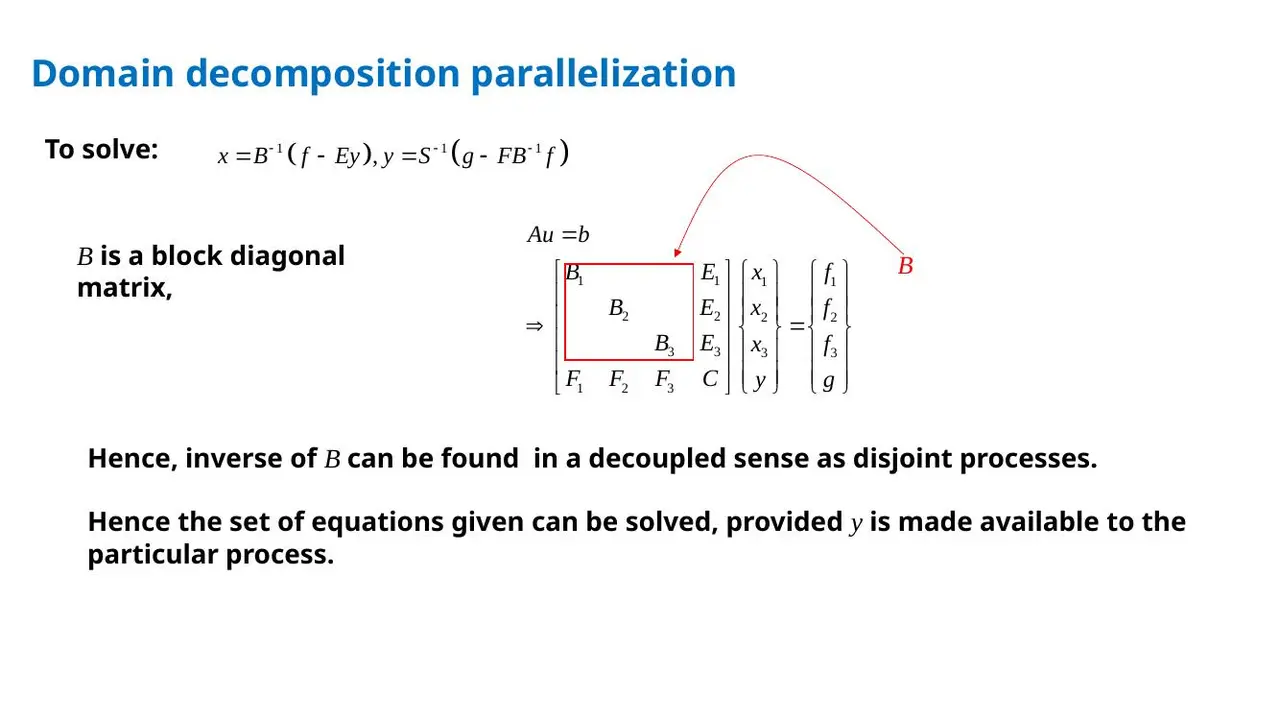 Domain decomposition parallelization
To solve: x = B⁻¹ ( f − Ey ), y = S⁻¹ ( g − FB⁻¹ f )
Au = b
B is a block diagonal
matrix,
B
B₁ E₁ x₁ f₁
B₂ E₂ x₂ f₂
⇒ =
B₃ E₃ x₃ f₃
F₁ F₂ F₃ C y g
Hence, inverse of B can be found in a decoupled sense as disjoint processes.
Hence the set of equations given can be solved, provided y is made available to the
particular process.